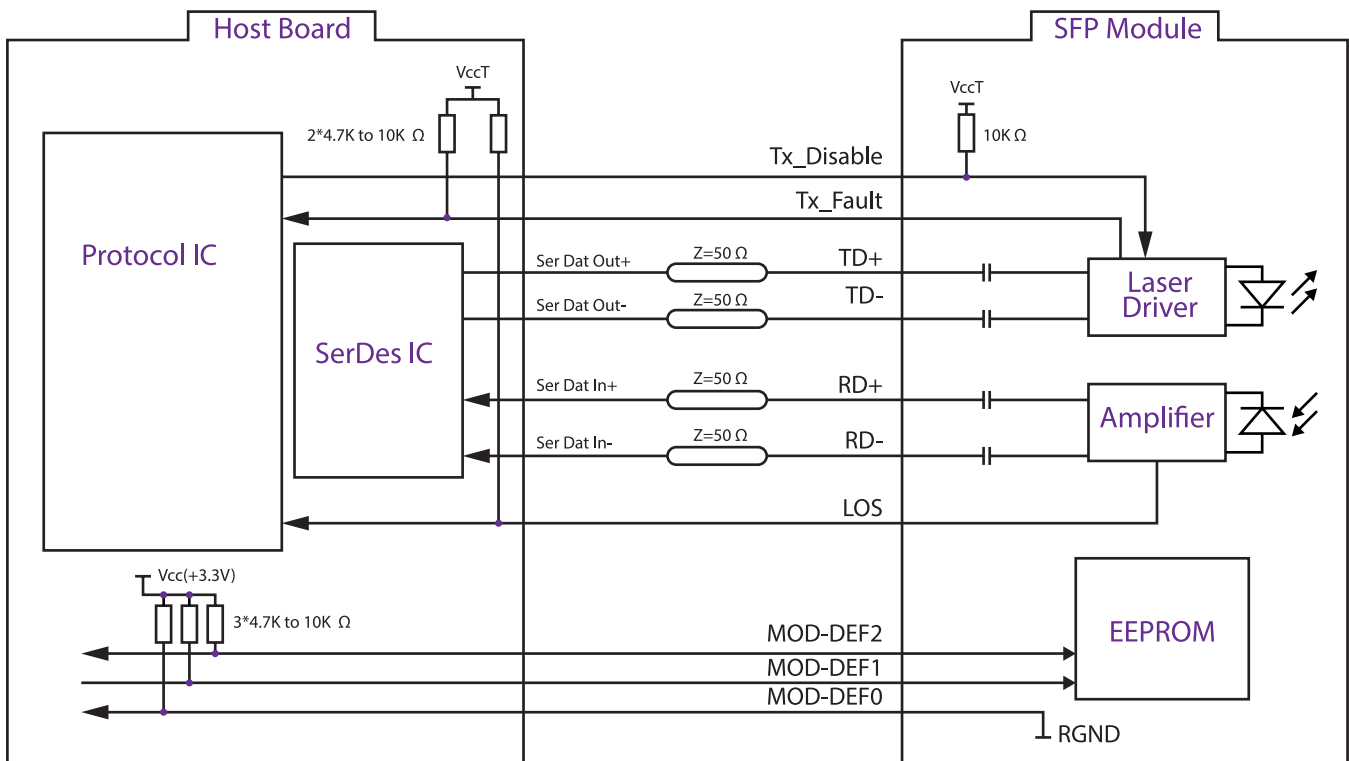 Host Board
SFP Module
VccT
VccT
2*4.7K to 10K Ω
10K Ω
Tx_Disable
Tx_Fault
Protocol IC
Ser Dat Out+
Z=50 Ω
TD+
Ser Dat Out-
Z=50 Ω
TD-
Laser
Driver
SerDes IC
Ser Dat In+
Z=50 Ω
RD+
Ser Dat In-
Z=50 Ω
RD-
Amplifier
LOS
Vcc(+3.3V)
3*4.7K to 10K Ω
MOD-DEF2
MOD-DEF1
MOD-DEF0
EEPROM
RGND